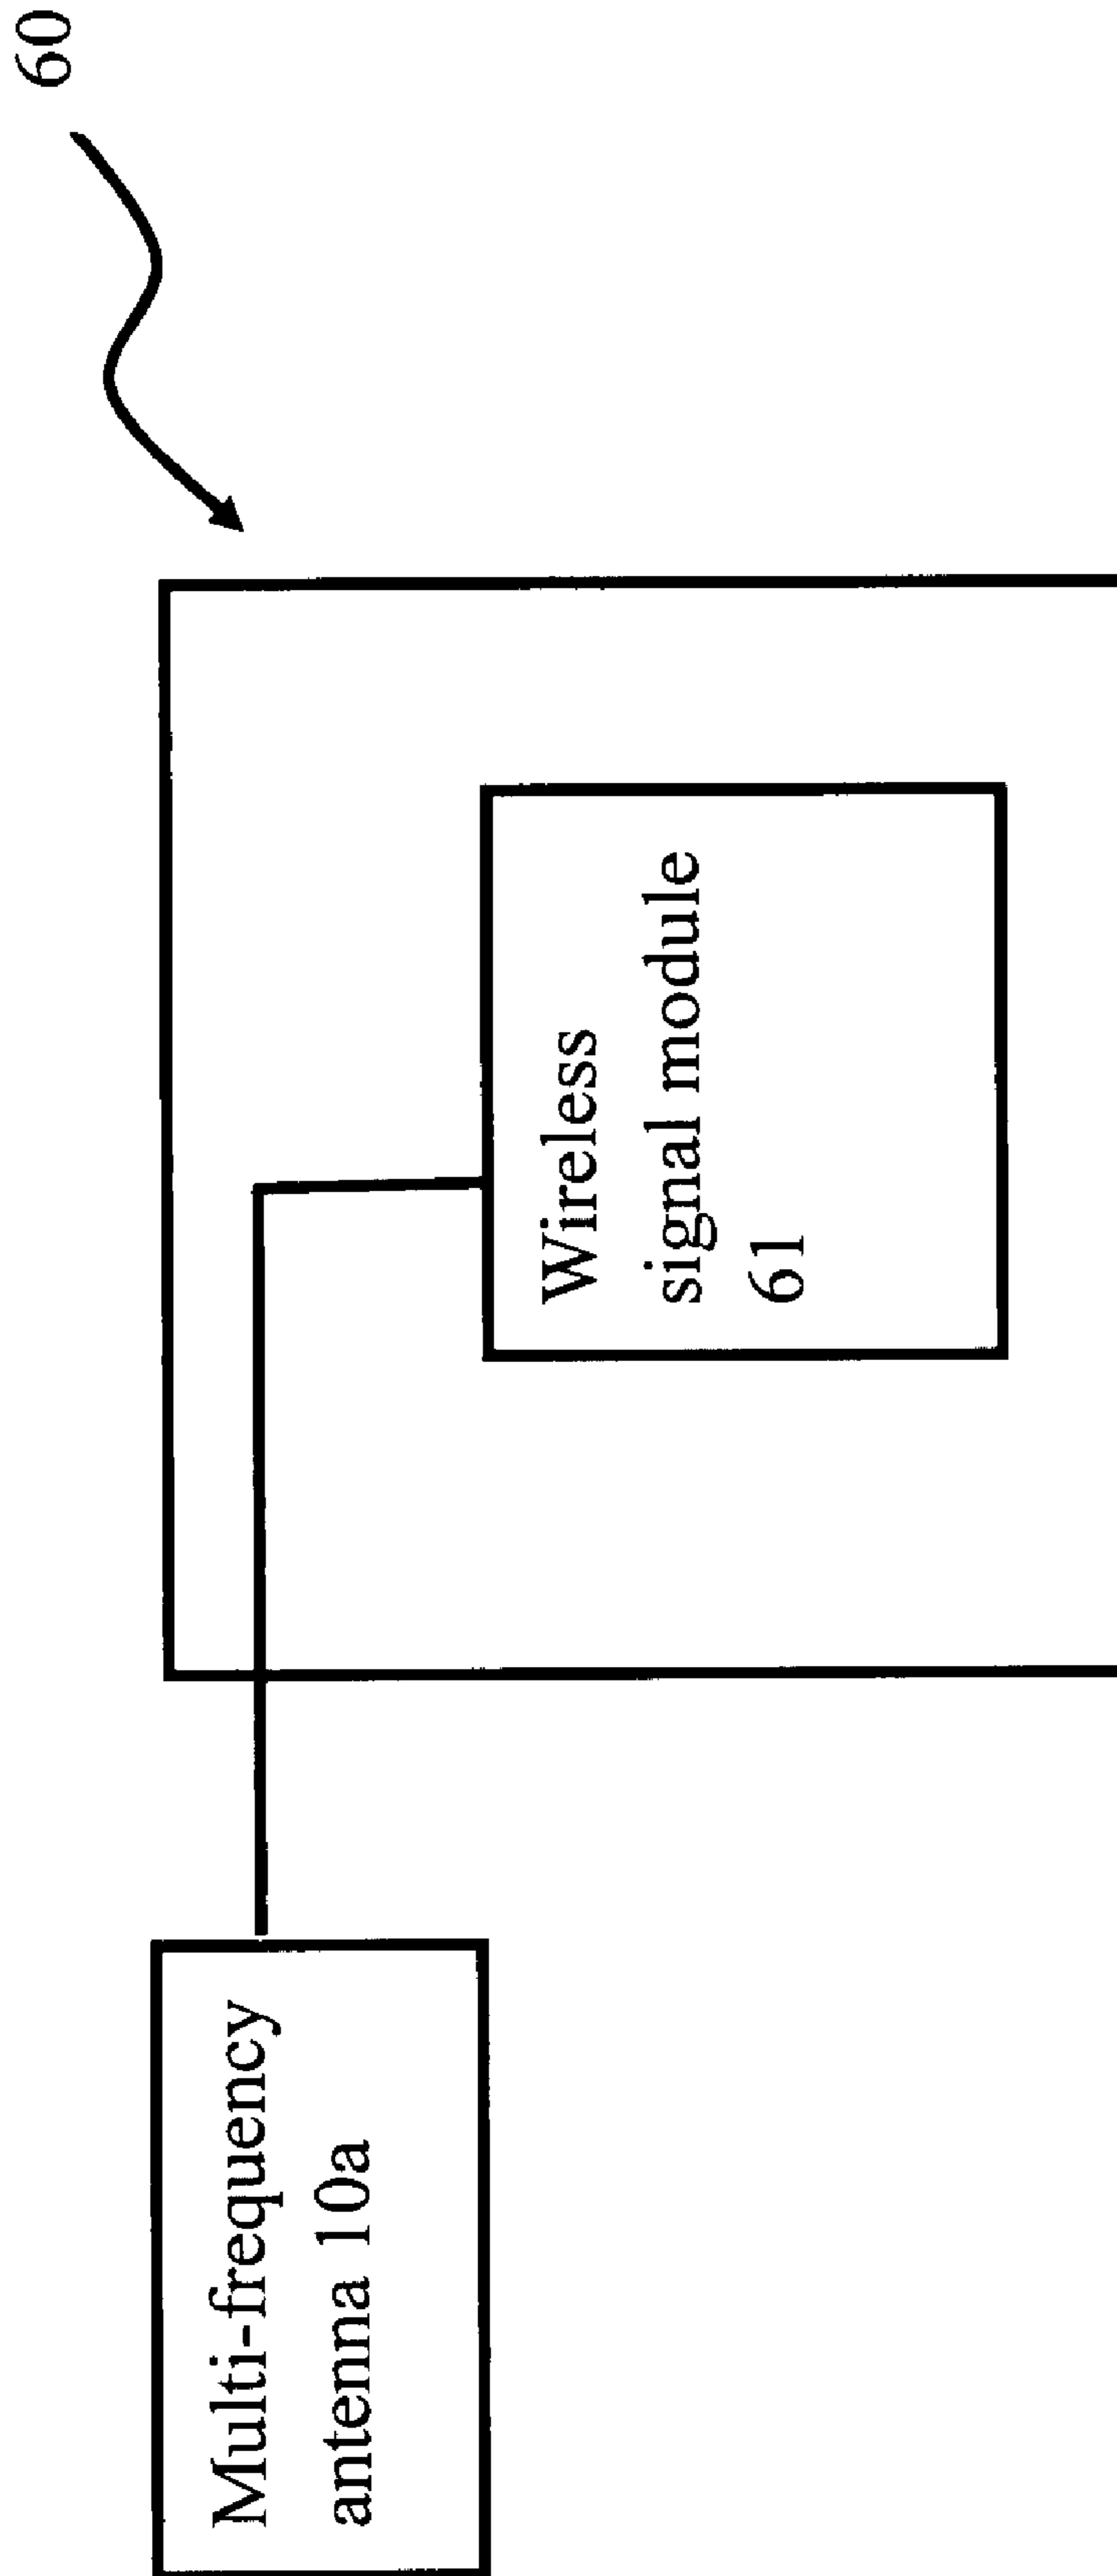 60
Multi-frequency
antenna 10a
Wireless
signal module
61